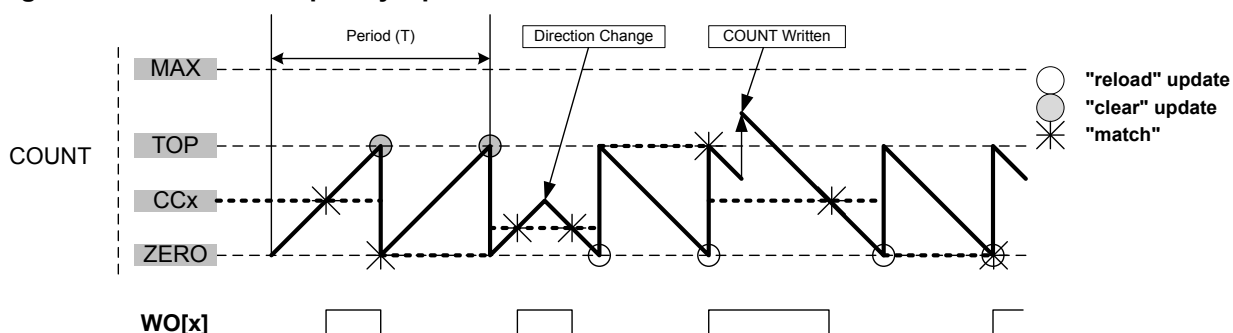 Period (T)
Direction Change
COUNT Written
MAX
"reload" update
"clear" update
TOP
"match"
COUNT
CCx
ZERO
WO[x]